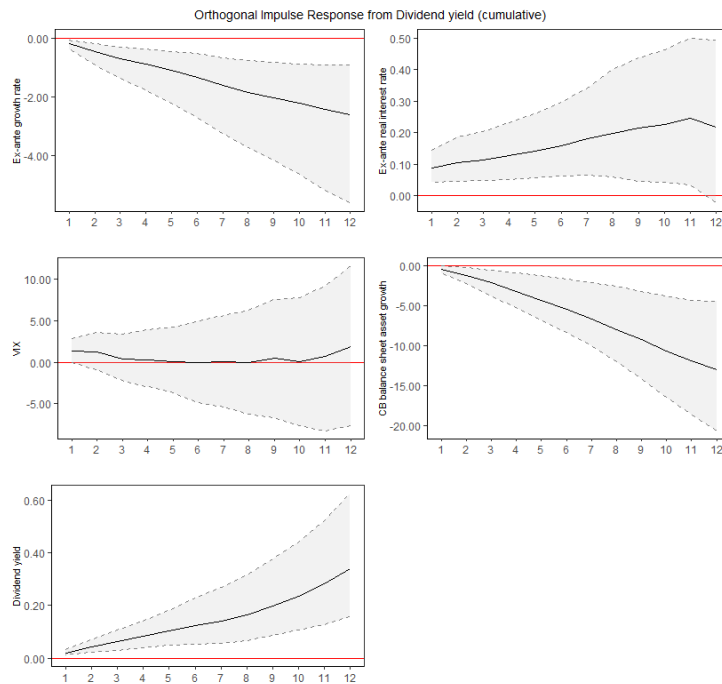 Orthogonal Impulse Response from Dividend yield (cumulative)
Ex-ante growth rate
0.00
-2.00
-4.00
1 2 3 4 5 6 7 8 9 10 11 12
Ex-ante real interest rate
0.50
0.40
0.30
0.20
0.10
0.00
1 2 3 4 5 6 7 8 9 10 11 12
VIX
10.00
5.00
0.00
-5.00
1 2 3 4 5 6 7 8 9 10 11 12
CB balance sheet asset growth
0.00
-5.00
-10.00
-15.00
-20.00
1 2 3 4 5 6 7 8 9 10 11 12
Dividend yield
0.60
0.40
0.20
0.00
1 2 3 4 5 6 7 8 9 10 11 12